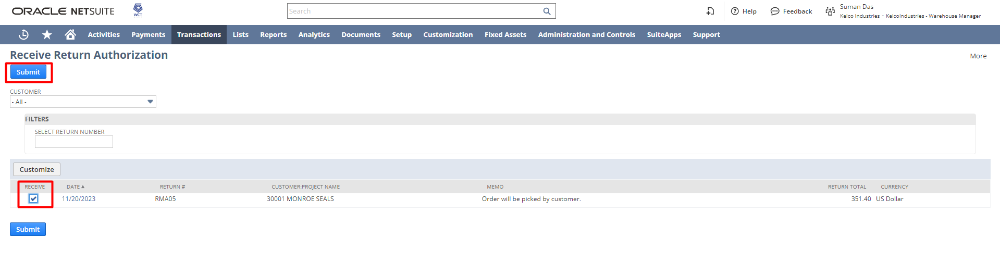 ORACLE NETSUITE
WCT
Search
Help
Feedback
Suman Das
Kelco Industries - KelcoIndustries - Warehouse Manager
Activities Payments Transactions Lists Reports Analytics Documents Setup Customization Fixed Assets Administration and Controls SuiteApps Support
Receive Return Authorization
More
Submit
CUSTOMER
- All -
FILTERS
SELECT RETURN NUMBER
Customize
RECEIVE DATE RETURN # CUSTOMER:PROJECT NAME MEMO RETURN TOTAL CURRENCY
11/20/2023 RMA05 30001 MONROE SEALS Order will be picked by customer. 351.40 US Dollar
Submit